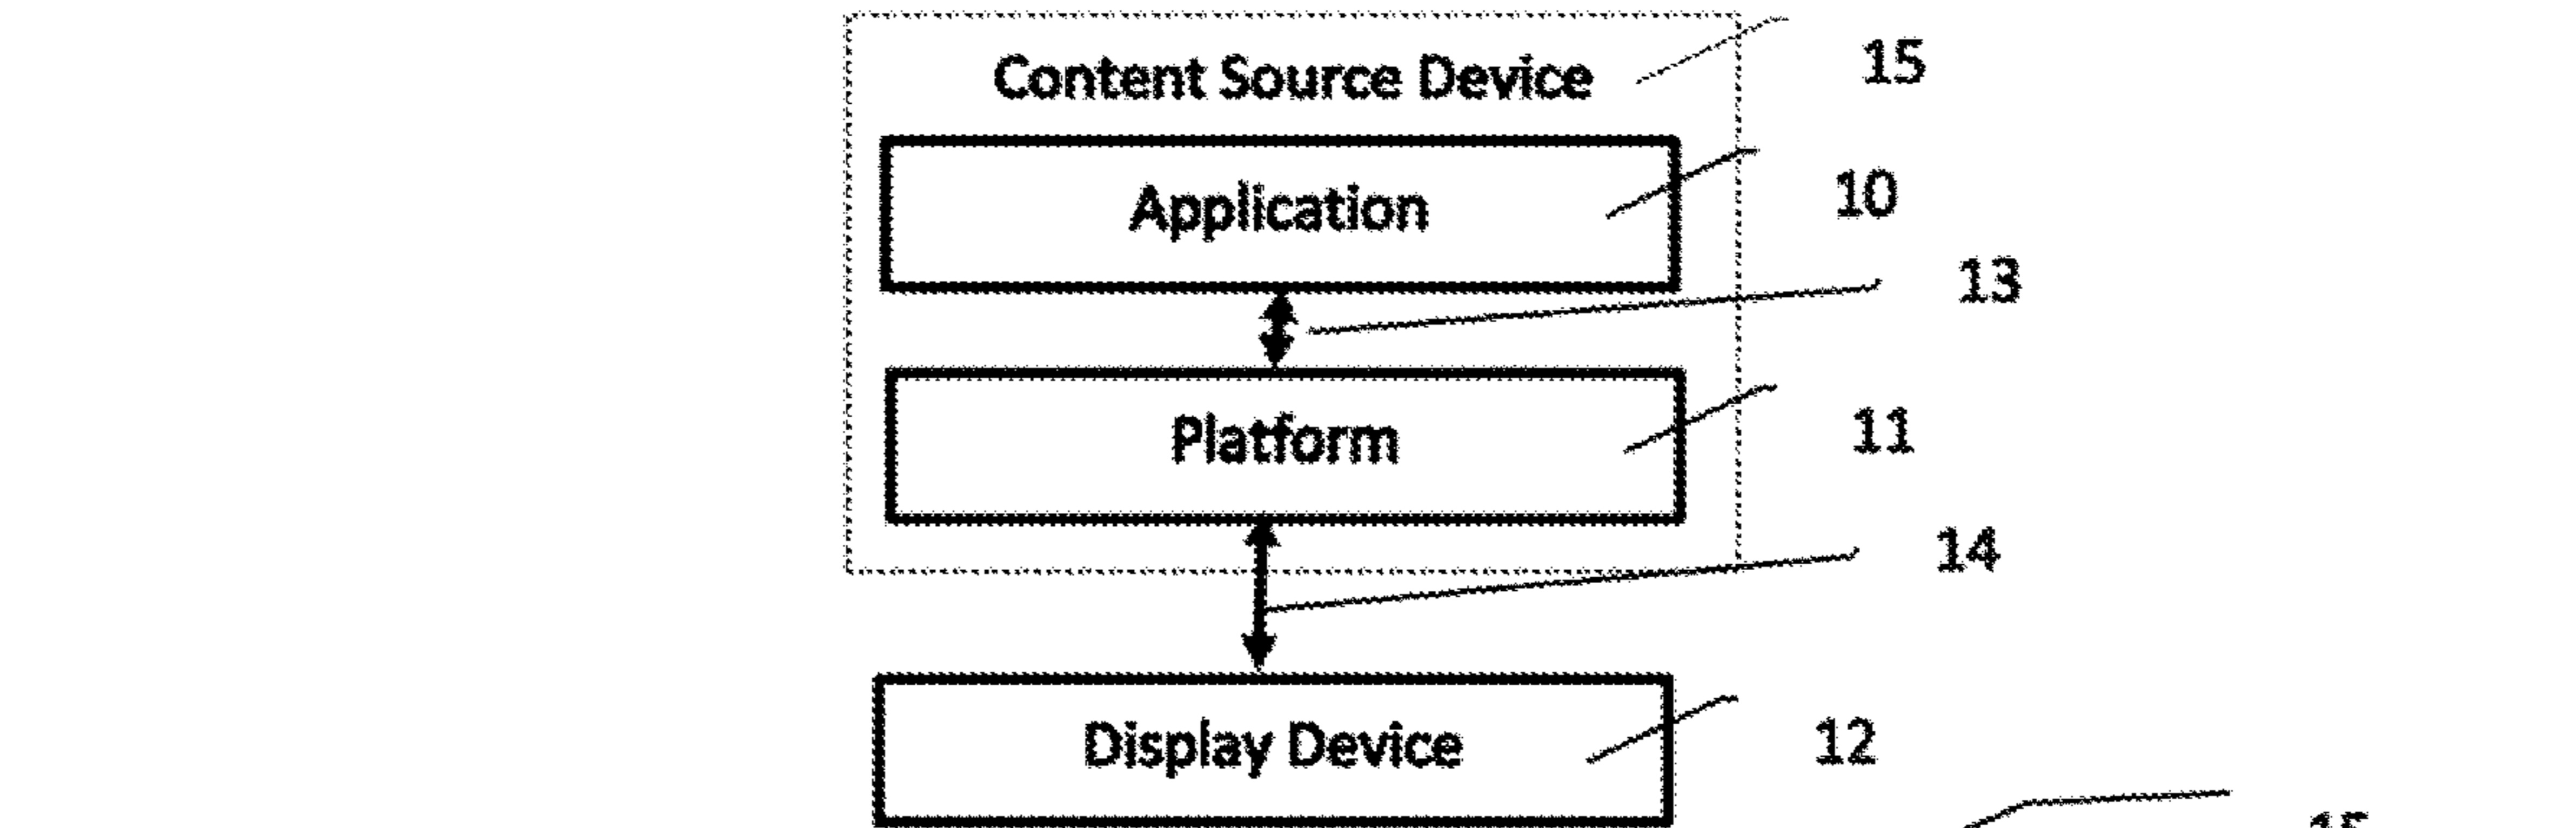 Content Source Device 15
Application 10
13
Platform 11
14
Display Device 12